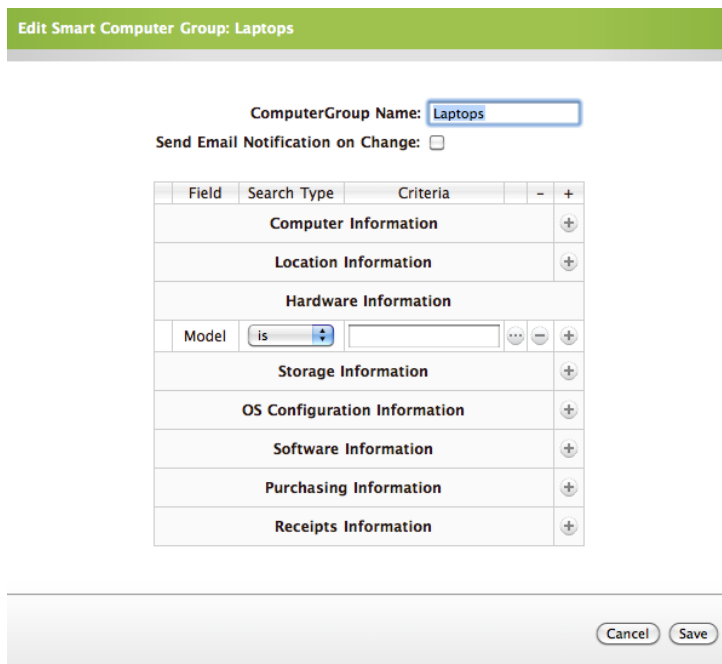 Edit Smart Computer Group: Laptops
ComputerGroup Name: Laptops
Send Email Notification on Change:
Field Search Type Criteria - +
Computer Information +
Location Information +
Hardware Information
Model is ... - +
Storage Information +
OS Configuration Information +
Software Information +
Purchasing Information +
Receipts Information +
Cancel Save